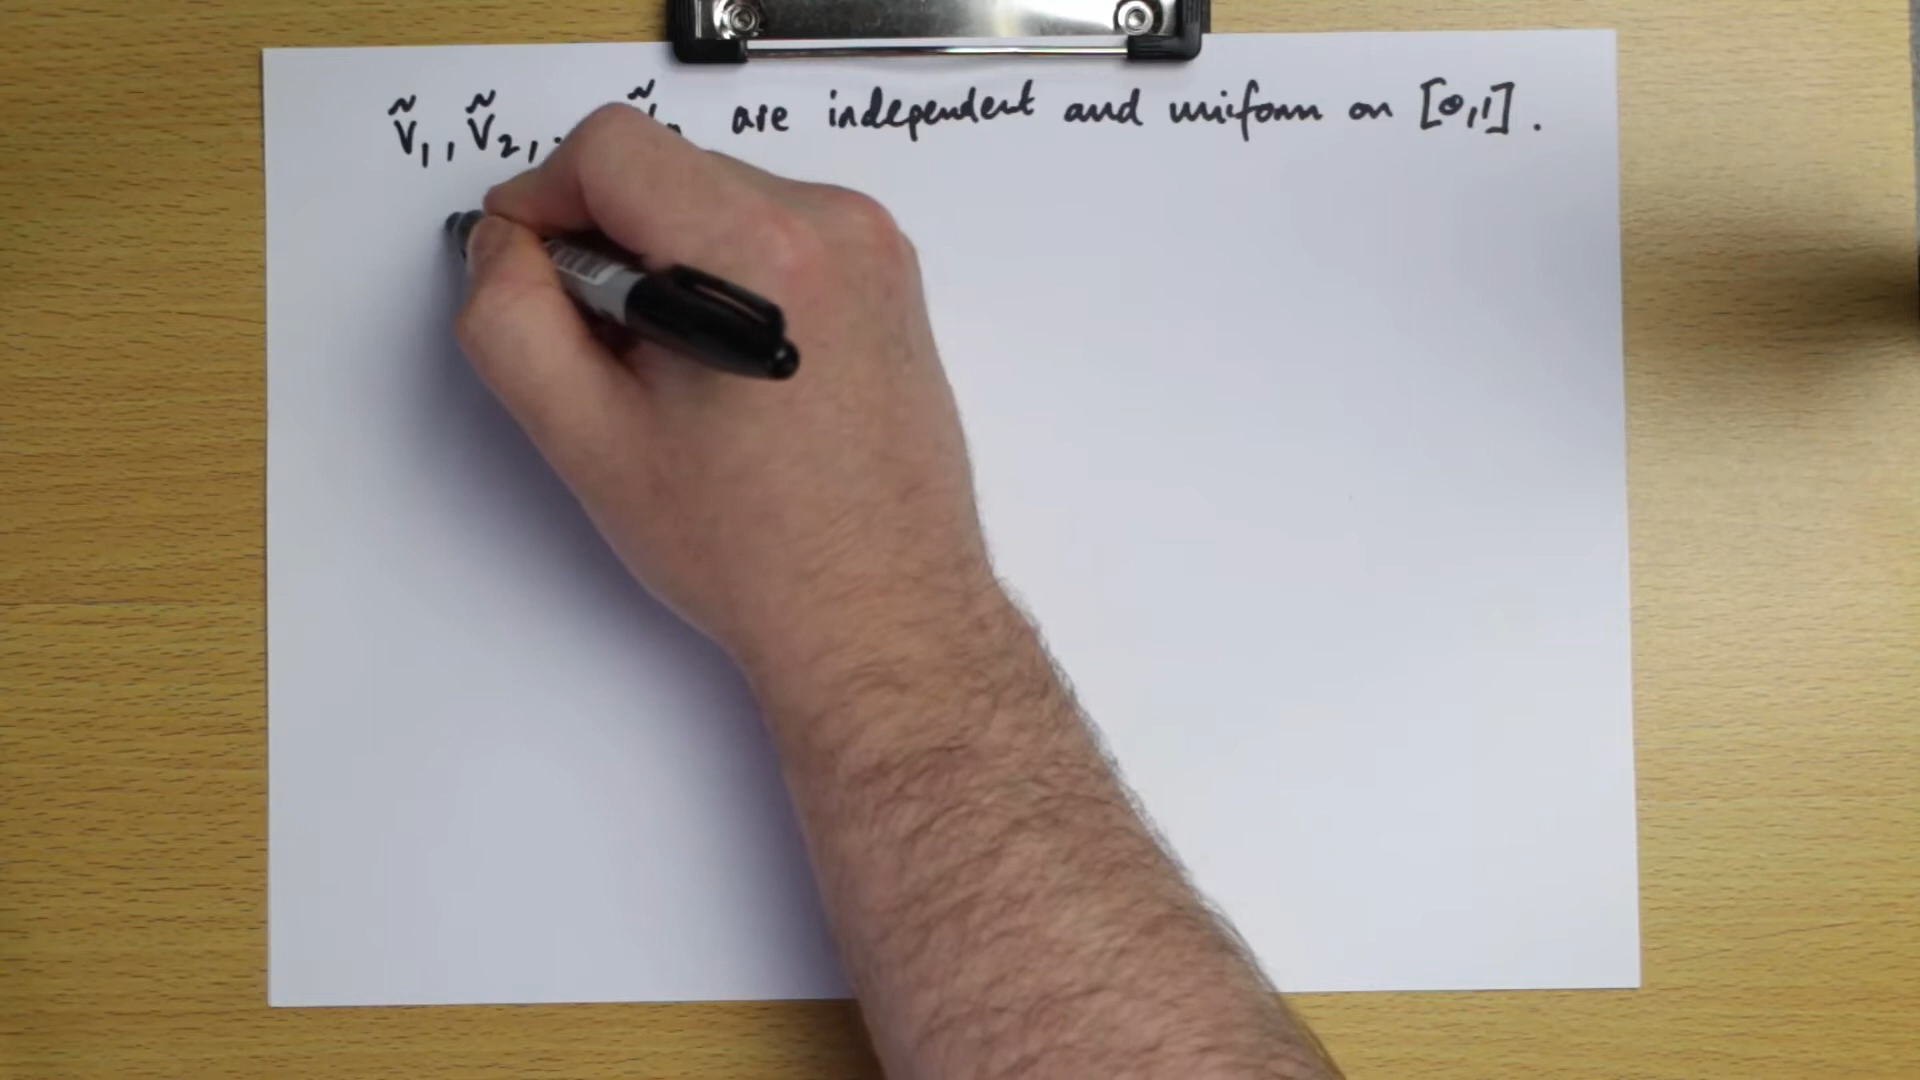 Ṽ₁, Ṽ₂, . are independent and uniform on [0,1].